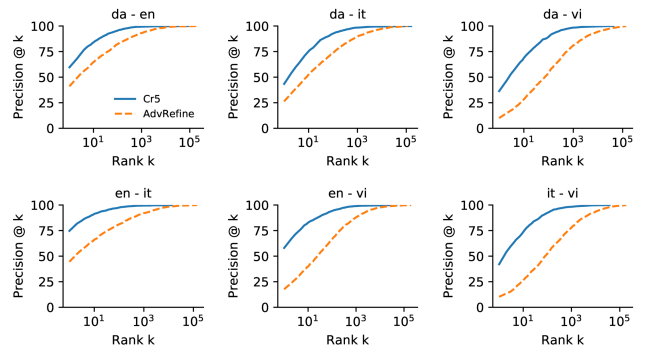 da - en
da - it
da - vi
100
75
50
25
0
Precision @ k
Cr5
AdvRefine
10^1 10^3 10^5
Rank k
100
75
50
25
0
Precision @ k
10^1 10^3 10^5
Rank k
100
75
50
25
0
Precision @ k
10^1 10^3 10^5
Rank k
en - it
en - vi
it - vi
100
75
50
25
0
Precision @ k
10^1 10^3 10^5
Rank k
100
75
50
25
0
Precision @ k
10^1 10^3 10^5
Rank k
100
75
50
25
0
Precision @ k
10^1 10^3 10^5
Rank k